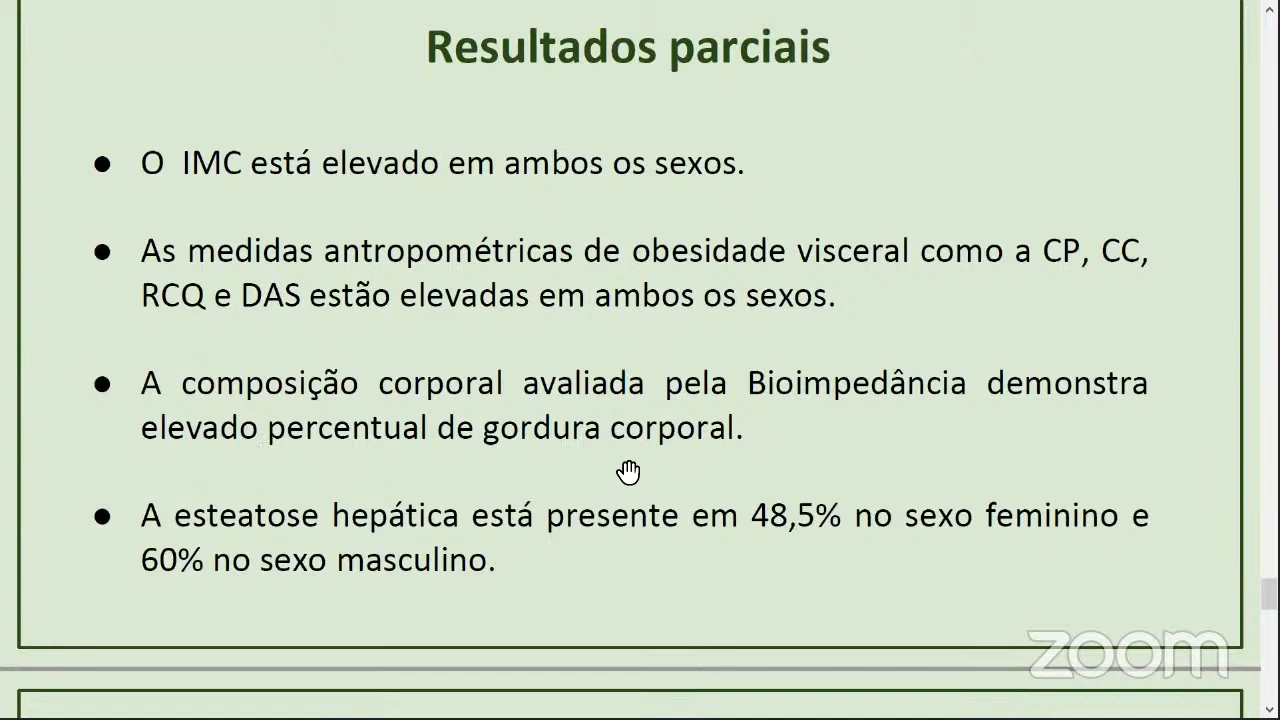 Resultados parciais
● O IMC está elevado em ambos os sexos.
● As medidas antropométricas de obesidade visceral como a CP, CC,
RCQ e DAS estão elevadas em ambos os sexos.
● A composição corporal avaliada pela Bioimpedância demonstra
elevado percentual de gordura corporal.
● A esteatose hepática está presente em 48,5% no sexo feminino e
60% no sexo masculino.
zoom